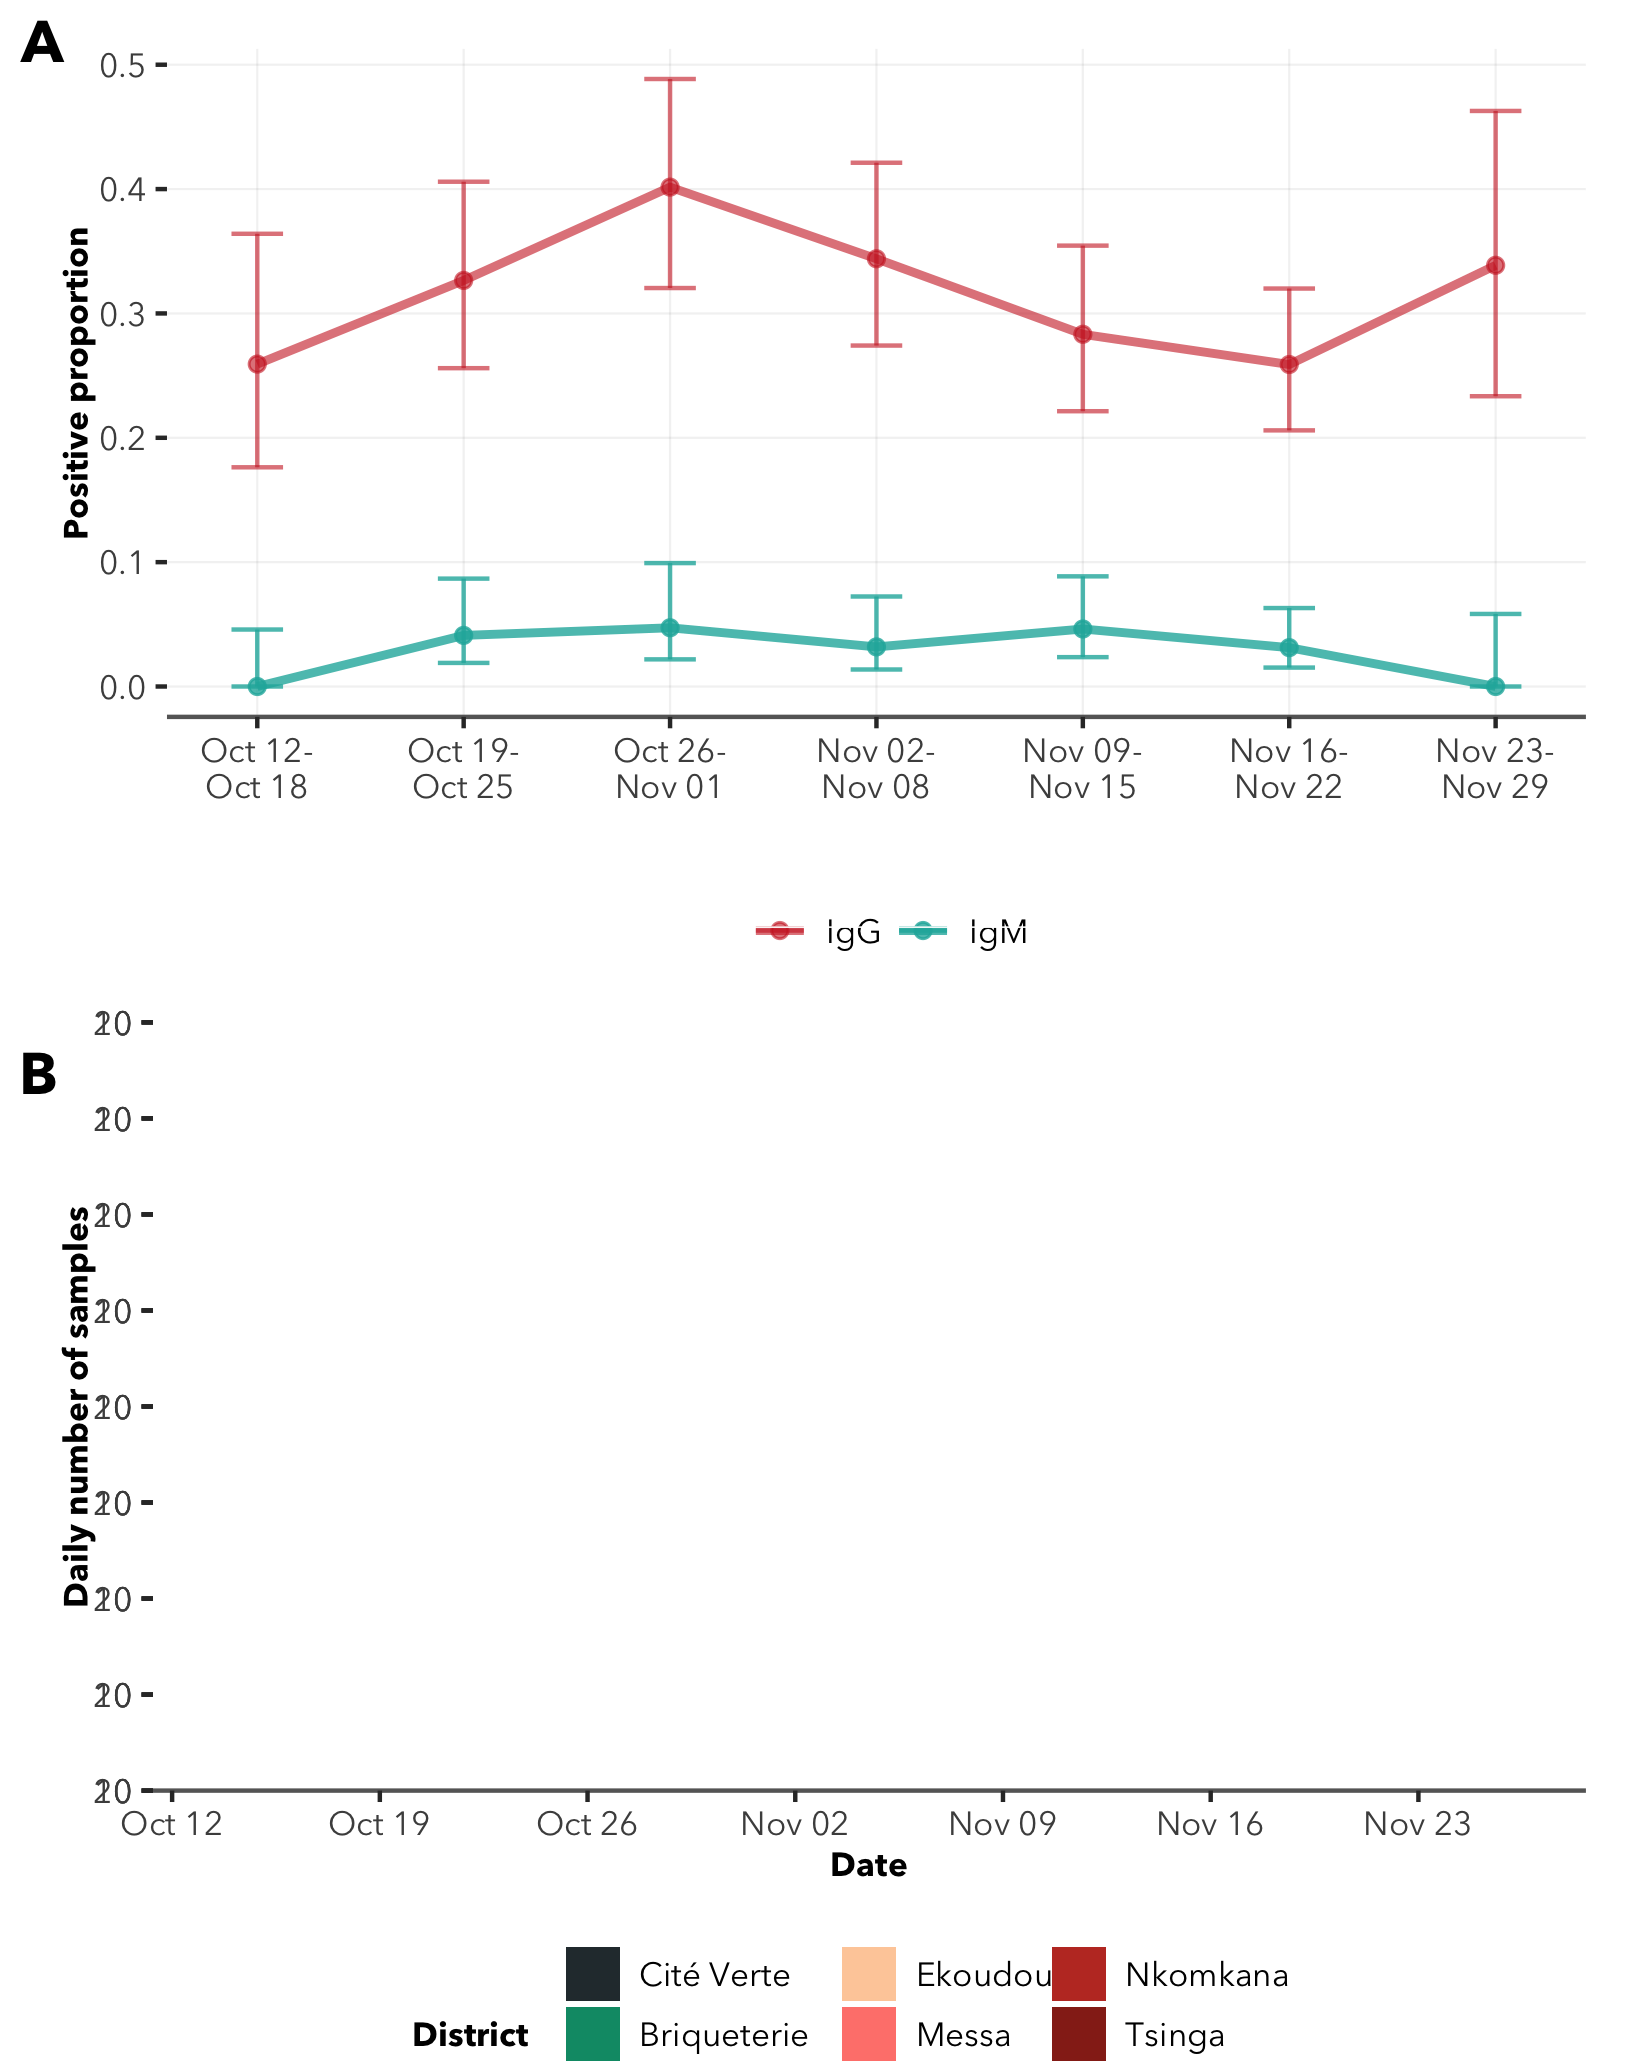 A
0.5
0.4
0.3
0.2
0.1
0.0
Positive proportion
Oct 12-
Oct 18
Oct 19-
Oct 25
Oct 26-
Nov 01
Nov 02-
Nov 08
Nov 09-
Nov 15
Nov 16-
Nov 22
Nov 23-
Nov 29
IgG
IgM
B
Daily number of samples
Oct 12
Oct 19
Oct 26
Nov 02
Nov 09
Nov 16
Nov 23
Date
District
Cité Verte
Ekoudou
Nkomkana
Briqueterie
Messa
Tsinga